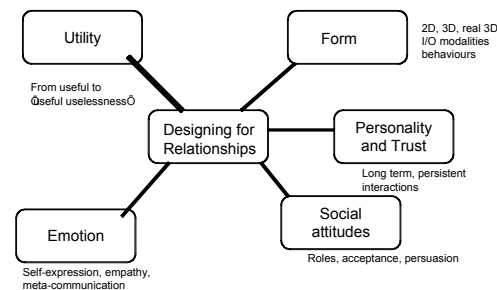 Utility
Form
2D, 3D, real 3D
I/O modalities
behaviours
From useful to
Õuseful uselessnessÕ
Designing for
Relationships
Personality
and Trust
Long term, persistent
interactions
Emotion
Social
attitudes
Self-expression, empathy,
meta-communication
Roles, acceptance, persuasion